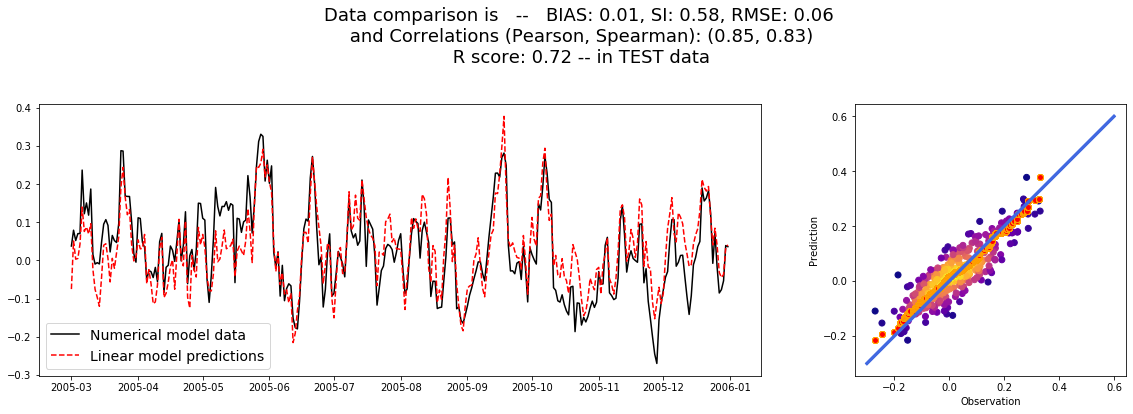 Data comparison is   --   BIAS: 0.01, SI: 0.58, RMSE: 0.06
and Correlations (Pearson, Spearman): (0.85, 0.83)
R score: 0.72 -- in TEST data
0.4
0.3
0.2
0.1
0.0
−0.1
−0.2
−0.3
Numerical model data
Linear model predictions
2005-03 2005-04 2005-05 2005-06 2005-07 2005-08 2005-09 2005-10 2005-11 2005-12 2006-01
Prediction
0.6
0.4
0.2
0.0
−0.2
−0.2 0.0 0.2 0.4 0.6
Observation